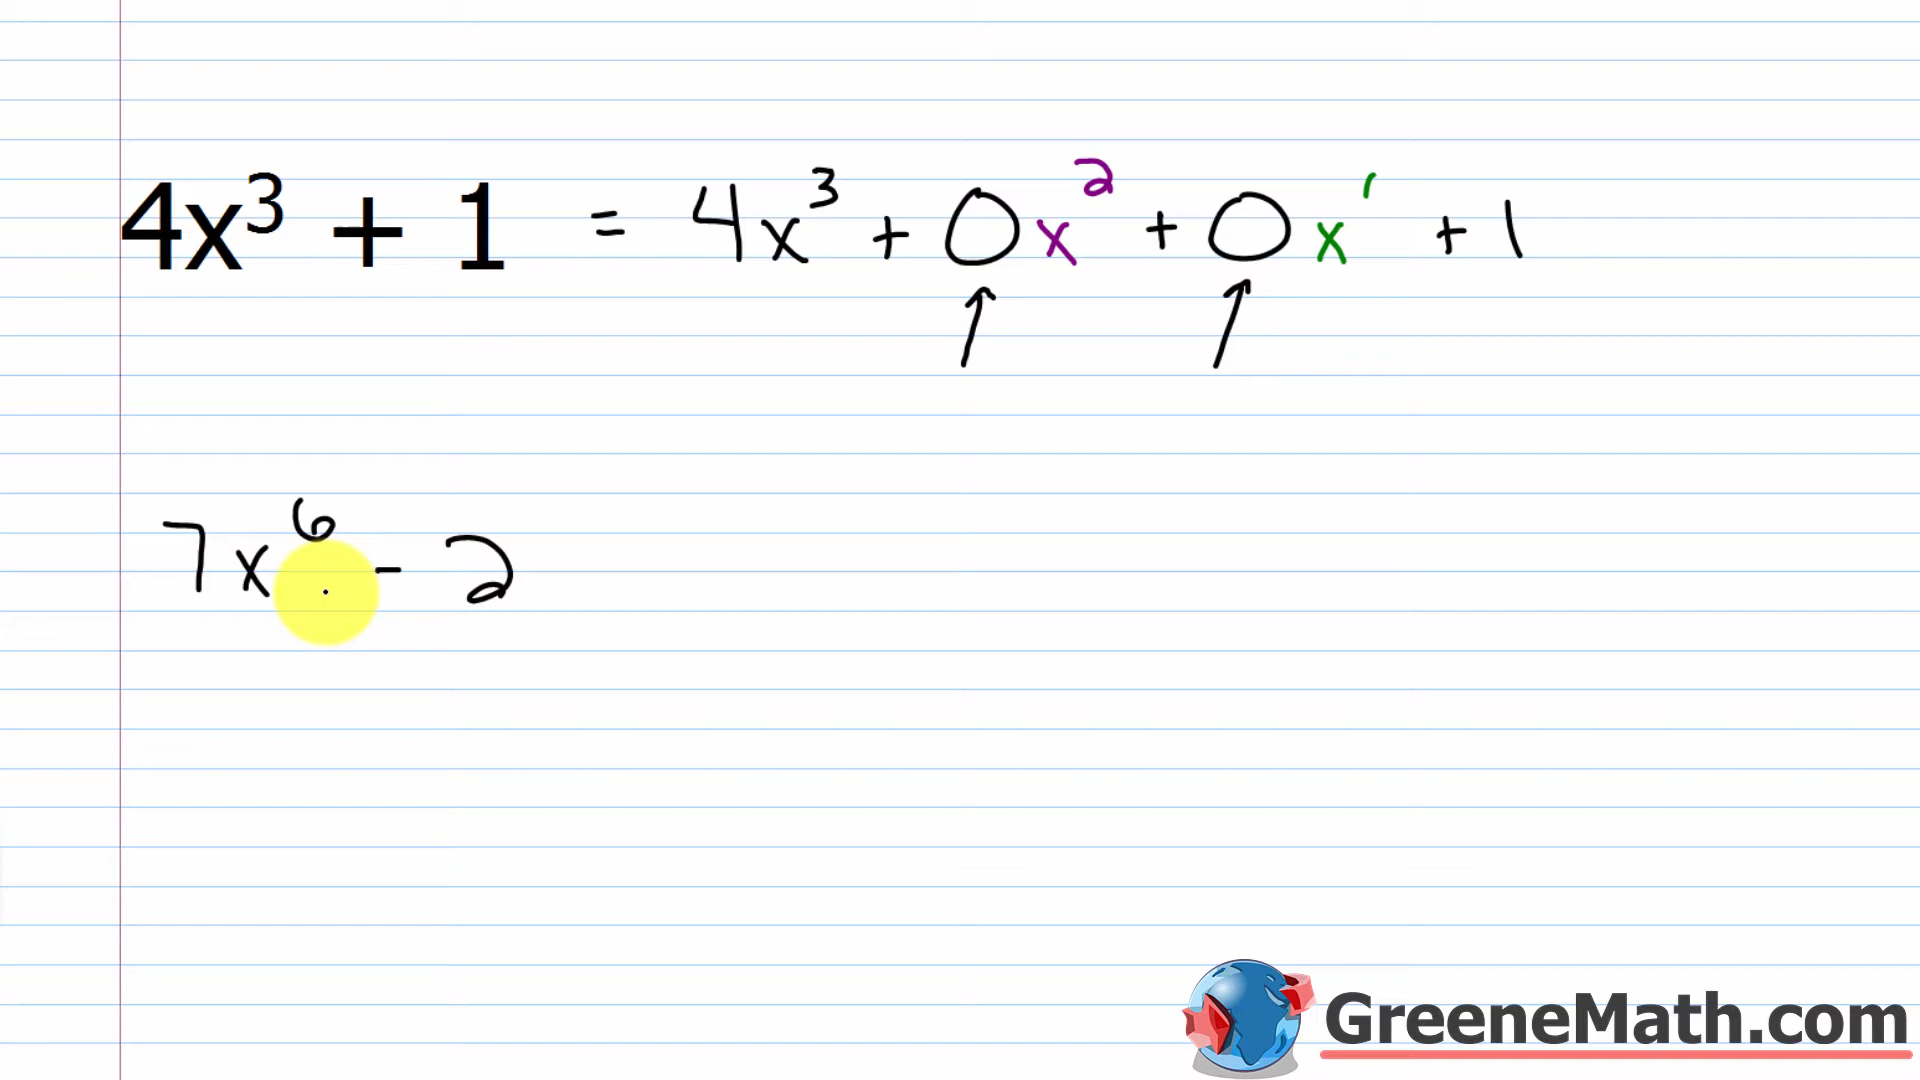 4x³ + 1 = 4x³ + 0x² + 0x¹ + 1
7x⁶ - 2
GreeneMath.com